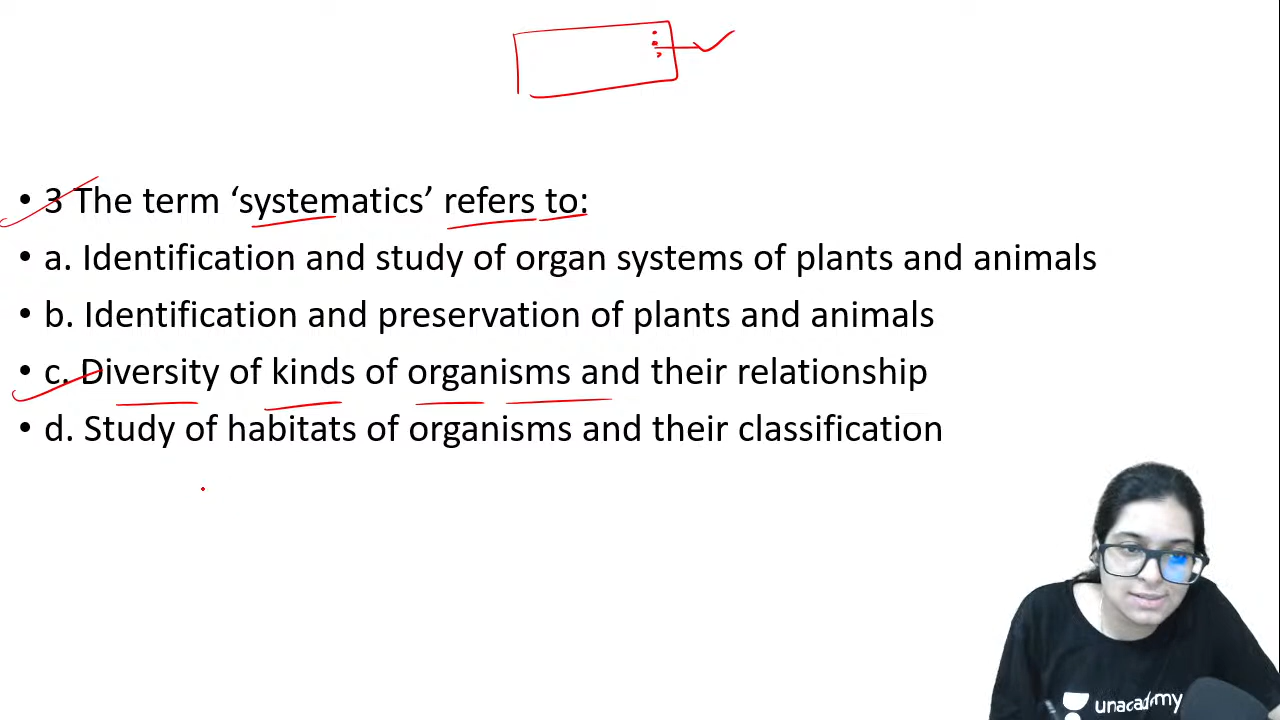 • 3 The term ‘systematics’ refers to:
• a. Identification and study of organ systems of plants and animals
• b. Identification and preservation of plants and animals
• c. Diversity of kinds of organisms and their relationship
• d. Study of habitats of organisms and their classification
unacademy